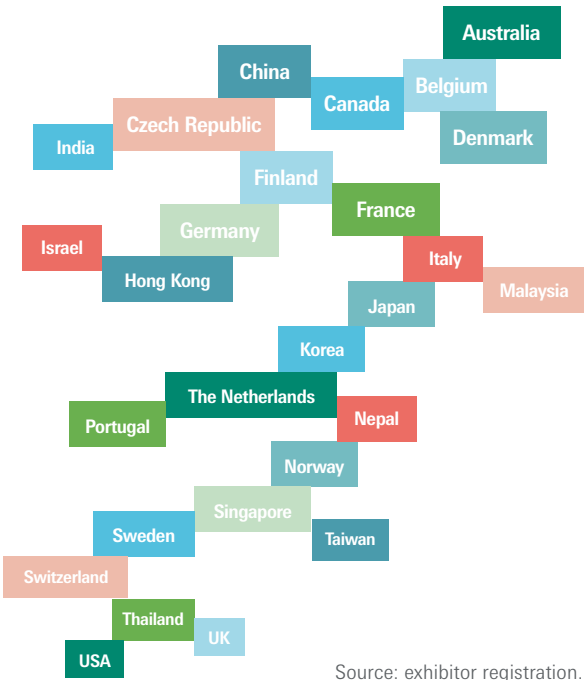 Australia
China
Belgium
Canada
Czech Republic
Denmark
India
Finland
France
Germany
Israel
Italy
Hong Kong
Malaysia
Japan
Korea
The Netherlands
Nepal
Portugal
Norway
Singapore
Sweden
Taiwan
Switzerland
Thailand
UK
USA
Source: exhibitor registration.